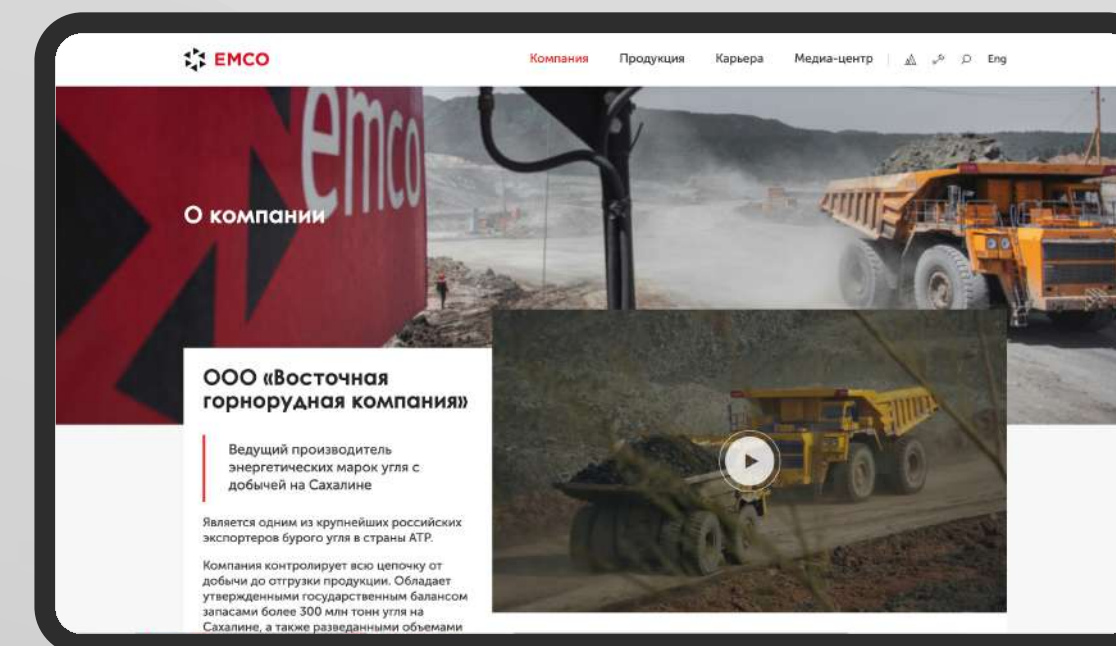 EMCO
Компания Продукция Карьера Медиа-центр Eng
emco
О компании
ООО «Восточная
горнорудная компания»
Ведущий производитель
энергетических марок угля с
добычей на Сахалине
Является одним из крупнейших российских
экспортеров бурого угля в страны АТР.
Компания контролирует всю цепочку от
добычи до отгрузки продукции. Обладает
утвержденными государственным балансом
запасами более 300 млн тонн угля на
Сахалине, а также разведанными объемами